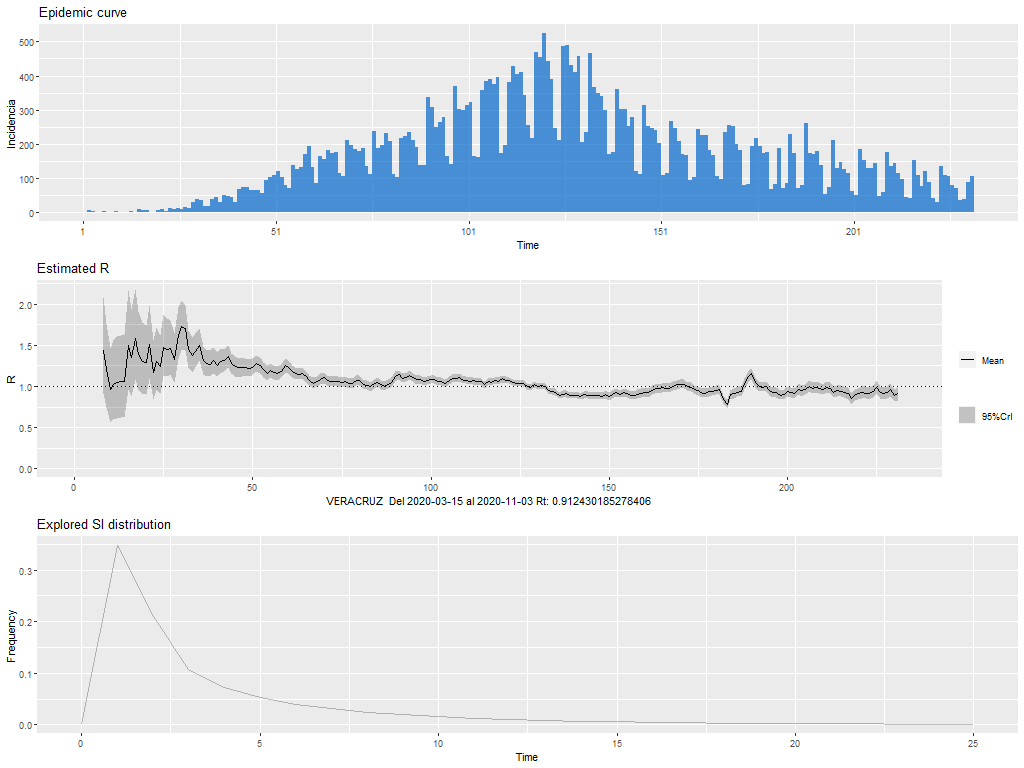 Epidemic curve
Incidencia
500
400
300
200
100
0
1
51
101
151
201
Time
Estimated R
R
2.0
1.5
1.0
0.5
0.0
0
50
100
150
200
Mean
95%CrI
VERACRUZ Del 2020-03-15 al 2020-11-03 Rt: 0.912430185278406
Explored SI distribution
Frequency
0.3
0.2
0.1
0.0
0
5
10
15
20
25
Time